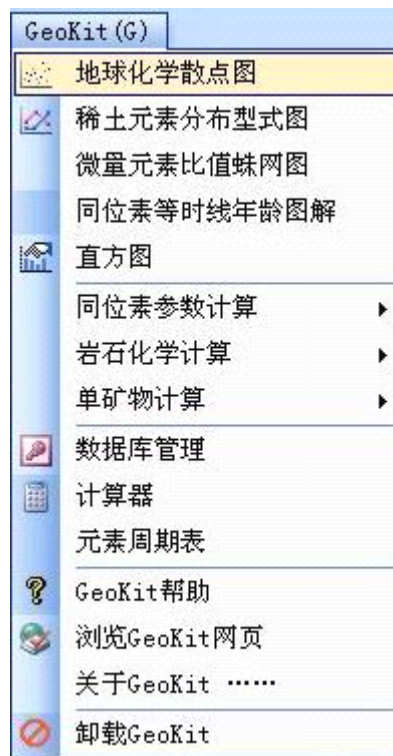 GeoKit(G)
地球化学散点图
稀土元素分布型式图
微量元素比值蛛网图
同位素等时线年龄图解
直方图
同位素参数计算
岩石化学计算
单矿物计算
数据库管理
计算器
元素周期表
GeoKit帮助
浏览GeoKit网页
关于GeoKit ……
卸载GeoKit